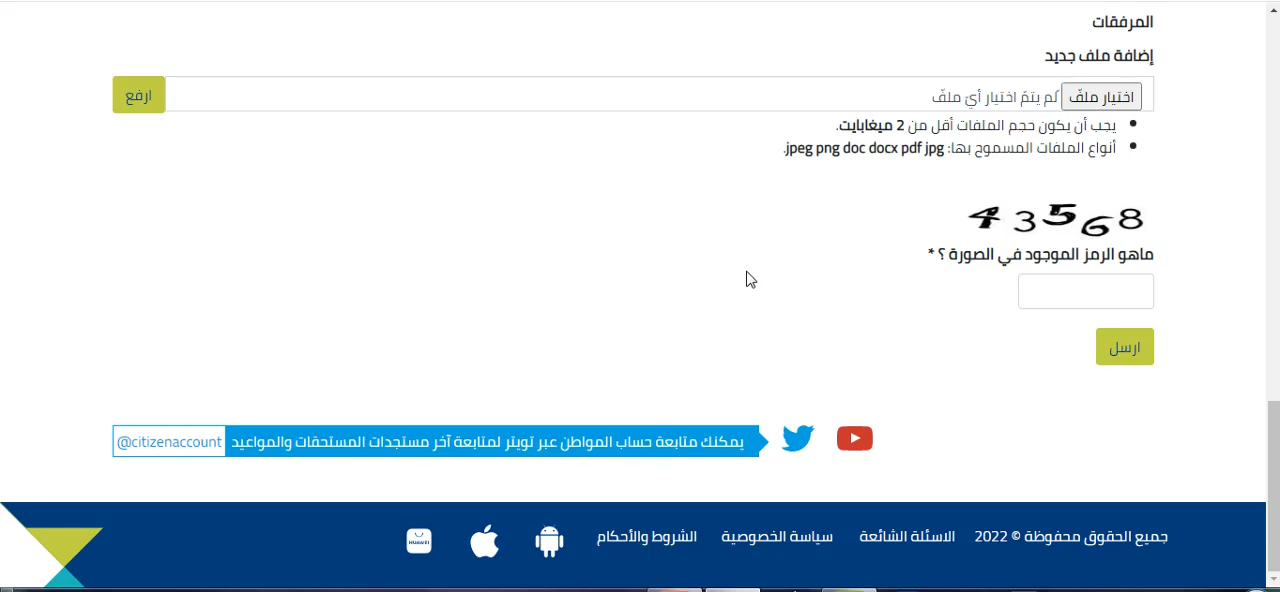 المرفقات
إضافة ملف جديد
اختيار ملفّ لم يتمّ اختيار أيّ ملفّ ارفع
يجب أن يكون حجم الملفات أقل من 2 ميغابايت.
أنواع الملفات المسموح بها: jpeg png doc docx pdf jpg.
43568
ماهو الرمز الموجود في الصورة ؟ *
ارسل
يمكنك متابعة حساب المواطن عبر تويتر لمتابعة آخر مستجدات المستحقات والمواعيد @citizenaccount
جميع الحقوق محفوظة © 2022 الاسئلة الشائعة سياسة الخصوصية الشروط والأحكام
HUAWEI